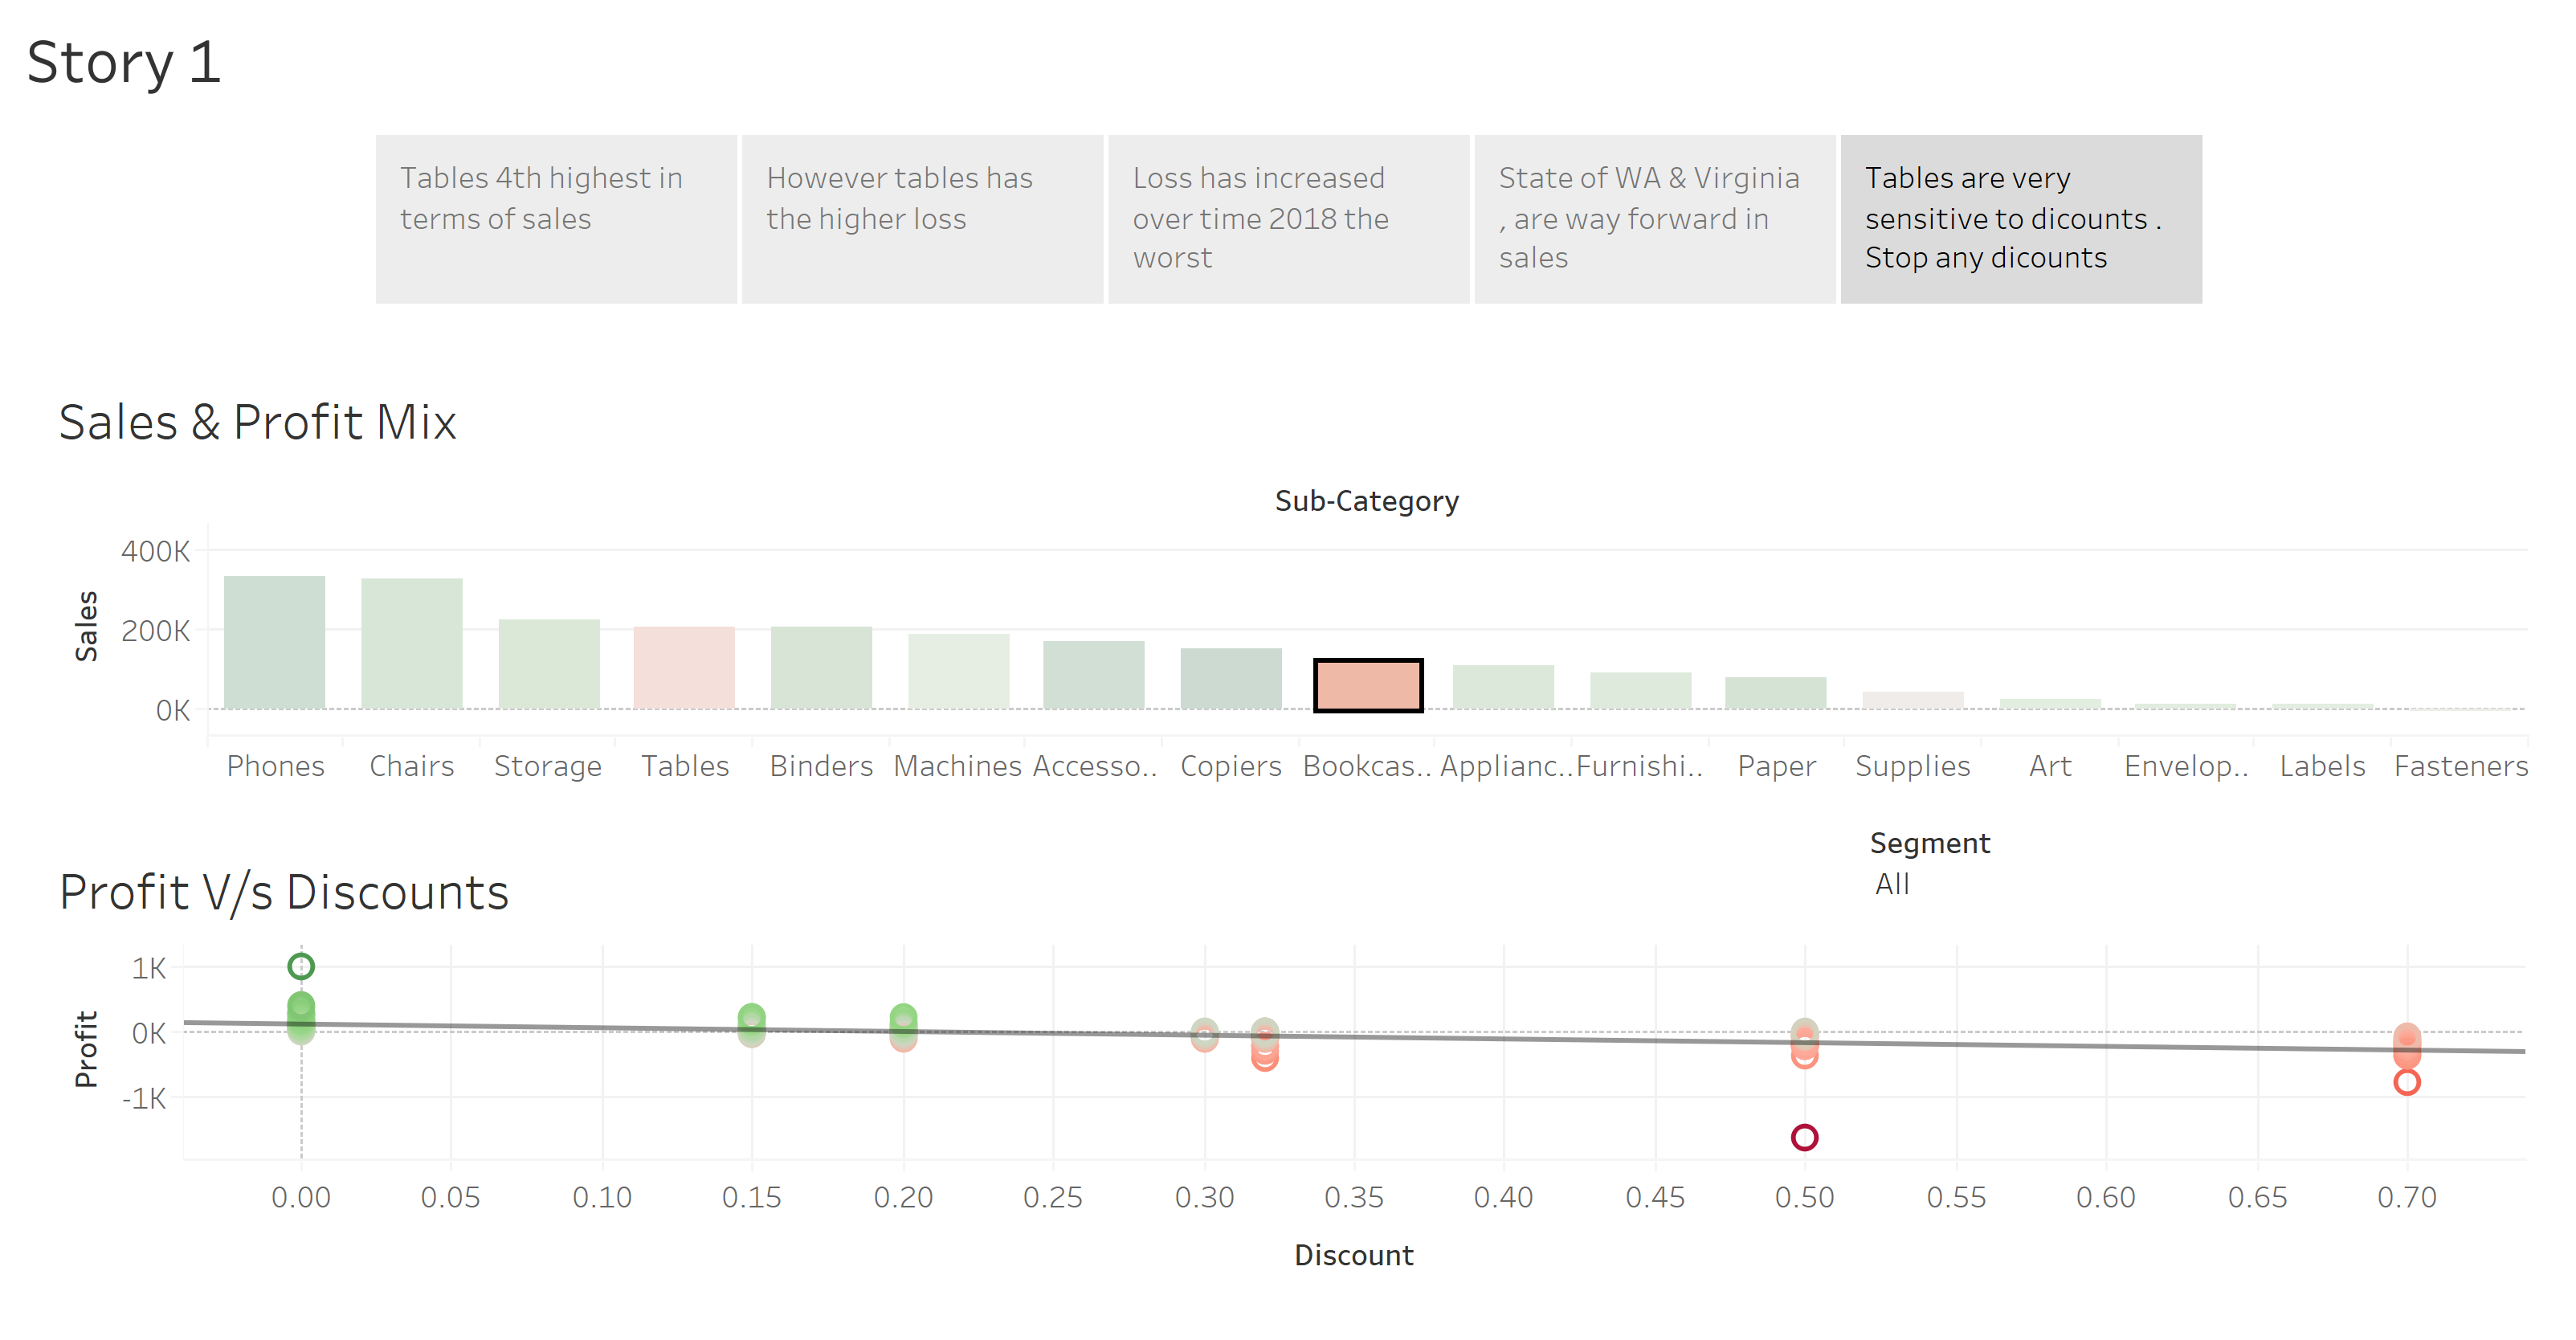 Story 1
Tables 4th highest in
terms of sales
However tables has
the higher loss
Loss has increased
over time 2018 the
worst
State of WA & Virginia
, are way forward in
sales
Tables are very
sensitive to dicounts .
Stop any dicounts
Sales & Profit Mix
Sub-Category
Sales
400K
200K
0K
Phones Chairs Storage Tables Binders Machines Accesso.. Copiers Bookcas.. Applianc.. Furnishi.. Paper Supplies Art Envelop.. Labels Fasteners
Segment
All
Profit V/s Discounts
Profit
1K
0K
-1K
0.00 0.05 0.10 0.15 0.20 0.25 0.30 0.35 0.40 0.45 0.50 0.55 0.60 0.65 0.70
Discount